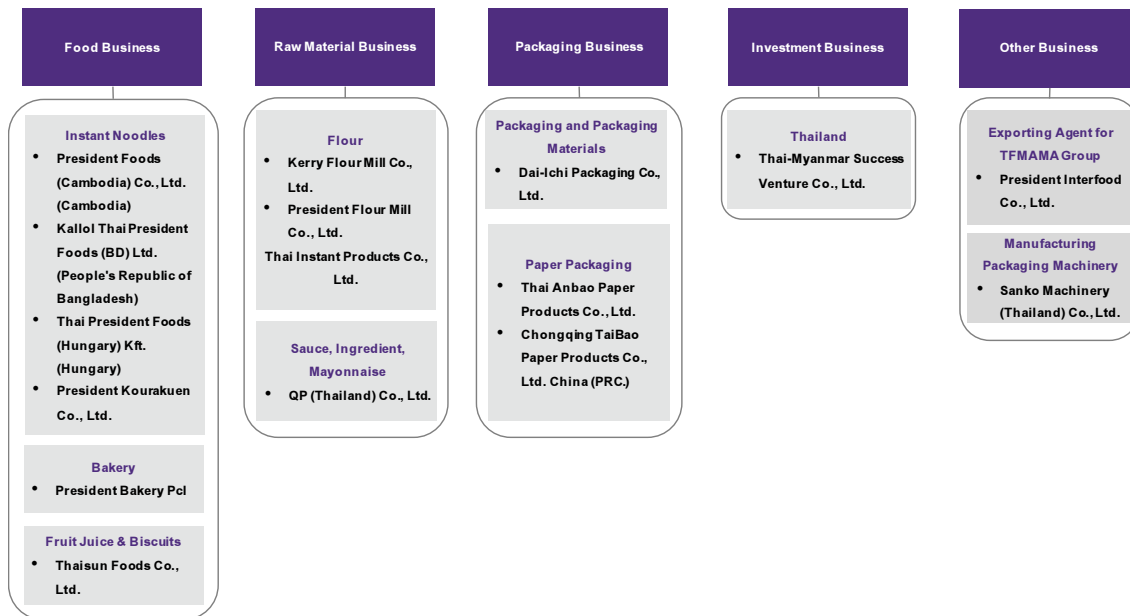 Food Business
Instant Noodles
• President Foods
(Cambodia) Co., Ltd.
(Cambodia)
• Kallol Thai President
Foods (BD) Ltd.
(People's Republic of
Bangladesh)
• Thai President Foods
(Hungary) Kft.
(Hungary)
• President Kourakuen
Co., Ltd.
Bakery
• President Bakery Pcl
Fruit Juice & Biscuits
• Thaisun Foods Co.,
Ltd.
Raw Material Business
Flour
• Kerry Flour Mill Co.,
Ltd.
• President Flour Mill
Co., Ltd.
Thai Instant Products Co.,
Ltd.
Sauce, Ingredient,
Mayonnaise
• QP (Thailand) Co., Ltd.
Packaging Business
Packaging and Packaging
Materials
• Dai-Ichi Packaging Co.,
Ltd.
Paper Packaging
• Thai Anbao Paper
Products Co., Ltd.
• Chongqing TaiBao
Paper Products Co.,
Ltd. China (PRC.)
Investment Business
Thailand
• Thai-Myanmar Success
Venture Co., Ltd.
Other Business
Exporting Agent for
TFMAMA Group
• President Interfood
Co., Ltd.
Manufacturing
Packaging Machinery
• Sanko Machinery
(Thailand) Co., Ltd.